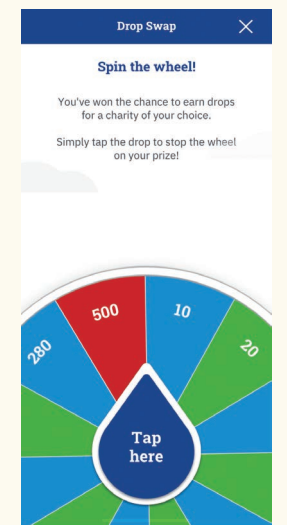 Drop Swap
Spin the wheel!
You've won the chance to earn drops
for a charity of your choice.
Simply tap the drop to stop the wheel
on your prize!
280
500
10
20
Tap
here